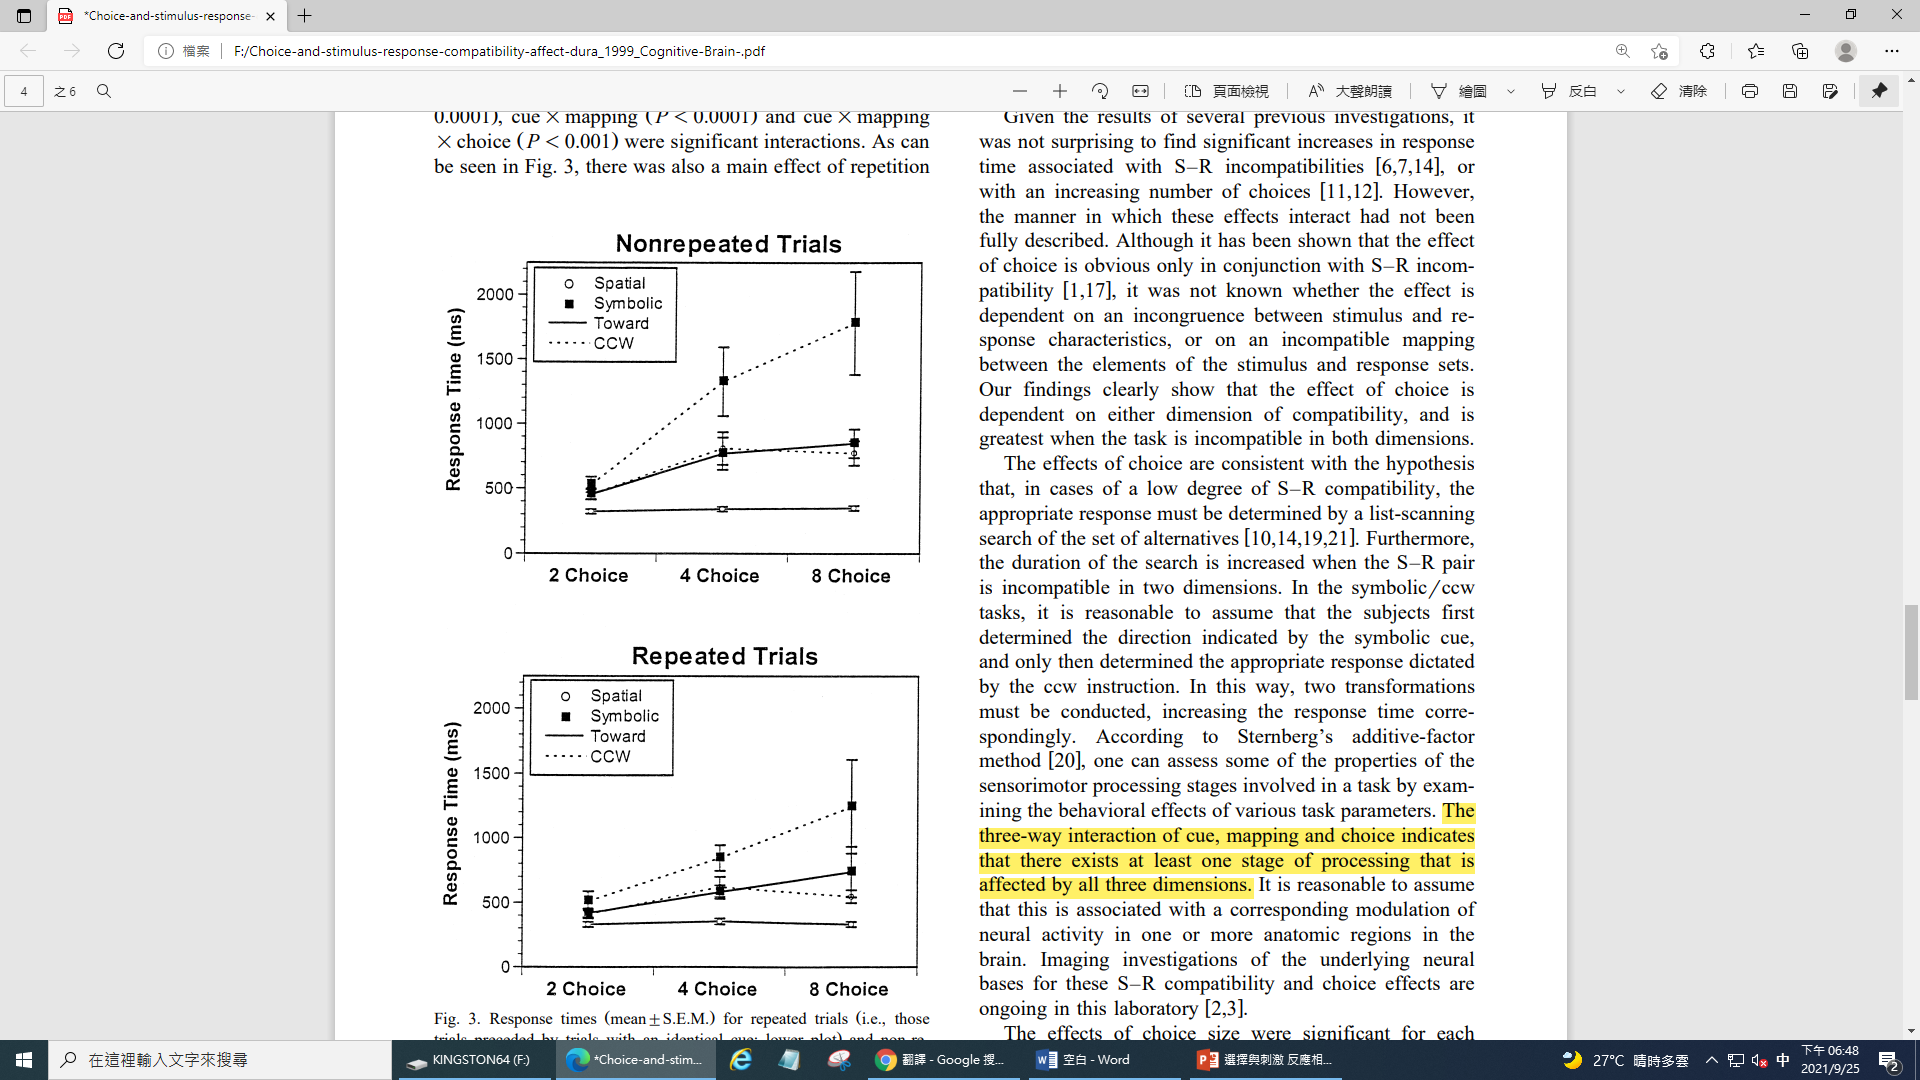 *Choice-and-stimulus-response-
檔案
F:/Choice-and-stimulus-response-compatibility-affect-dura_1999_Cognitive-Brain-.pdf
4
之 6
頁面檢視
大聲朗讀
繪圖
反白
清除
0.0001), cue × mapping (P < 0.0001) and cue × mapping
× choice (P < 0.001) were significant interactions. As can
be seen in Fig. 3, there was also a main effect of repetition
Nonrepeated Trials
Spatial
Symbolic
Toward
CCW
Response Time (ms)
2000
1500
1000
500
0
2 Choice
4 Choice
8 Choice
Repeated Trials
Spatial
Symbolic
Toward
CCW
Response Time (ms)
2000
1500
1000
500
0
2 Choice
4 Choice
8 Choice
Fig. 3. Response times (mean ± S.E.M.) for repeated trials (i.e., those
trials preceded by trials with an identical cue; lower plot) and non-re-
Given the results of several previous investigations, it
was not surprising to find significant increases in response
time associated with S–R incompatibilities [6,7,14], or
with an increasing number of choices [11,12]. However,
the manner in which these effects interact had not been
fully described. Although it has been shown that the effect
of choice is obvious only in conjunction with S–R incom-
patibility [1,17], it was not known whether the effect is
dependent on an incongruence between stimulus and re-
sponse characteristics, or on an incompatible mapping
between the elements of the stimulus and response sets.
Our findings clearly show that the effect of choice is
dependent on either dimension of compatibility, and is
greatest when the task is incompatible in both dimensions.
The effects of choice are consistent with the hypothesis
that, in cases of a low degree of S–R compatibility, the
appropriate response must be determined by a list-scanning
search of the set of alternatives [10,14,19,21]. Furthermore,
the duration of the search is increased when the S–R pair
is incompatible in two dimensions. In the symbolic/ccw
tasks, it is reasonable to assume that the subjects first
determined the direction indicated by the symbolic cue,
and only then determined the appropriate response dictated
by the ccw instruction. In this way, two transformations
must be conducted, increasing the response time corre-
spondingly. According to Sternberg's additive-factor
method [20], one can assess some of the properties of the
sensorimotor processing stages involved in a task by exam-
ining the behavioral effects of various task parameters. The
three-way interaction of cue, mapping and choice indicates
that there exists at least one stage of processing that is
affected by all three dimensions. It is reasonable to assume
that this is associated with a corresponding modulation of
neural activity in one or more anatomic regions in the
brain. Imaging investigations of the underlying neural
bases for these S–R compatibility and choice effects are
ongoing in this laboratory [2,3].
The effects of choice size were significant for each
在這裡輸入文字來搜尋
KINGSTON64 (F:)
*Choice-and-stim...
翻譯 - Google 搜...
空白 - Word
選擇與刺激 反應相...
27°C 晴時多雲
中
下午 06:48
2021/9/25
2